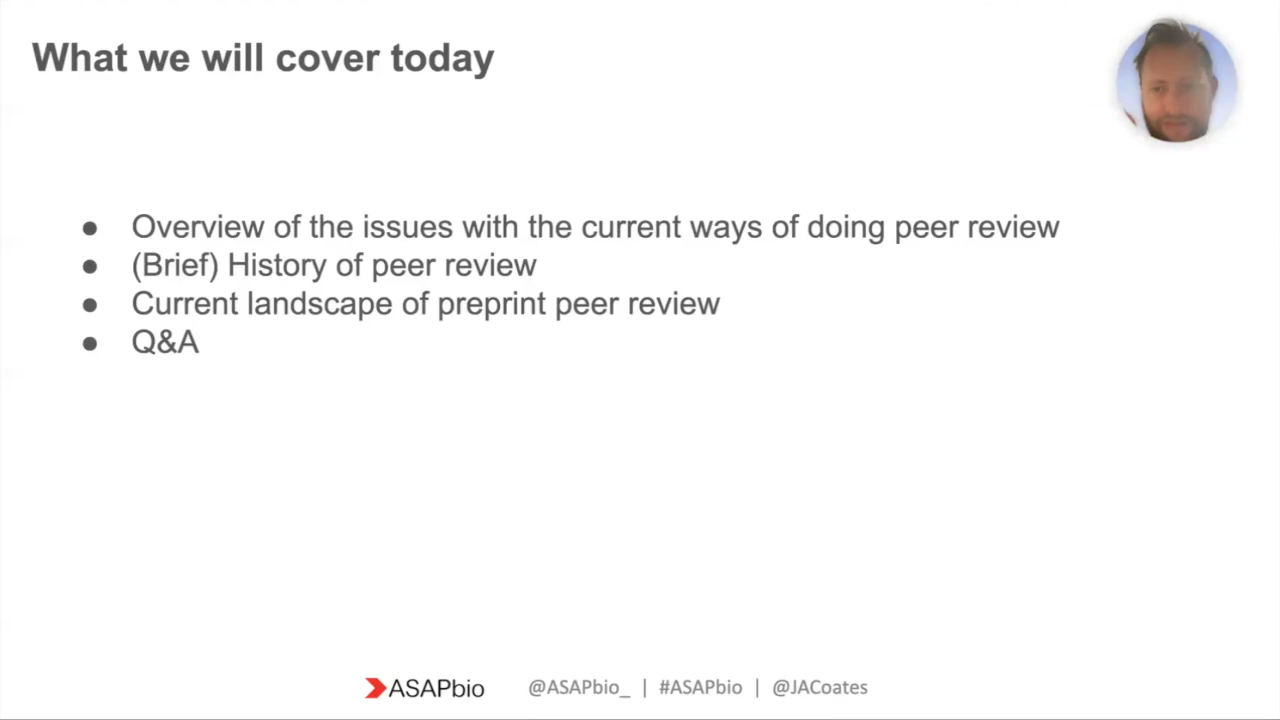 What we will cover today
● Overview of the issues with the current ways of doing peer review
● (Brief) History of peer review
● Current landscape of preprint peer review
● Q&A
ASAPbio @ASAPbio_ | #ASAPbio | @JACoates